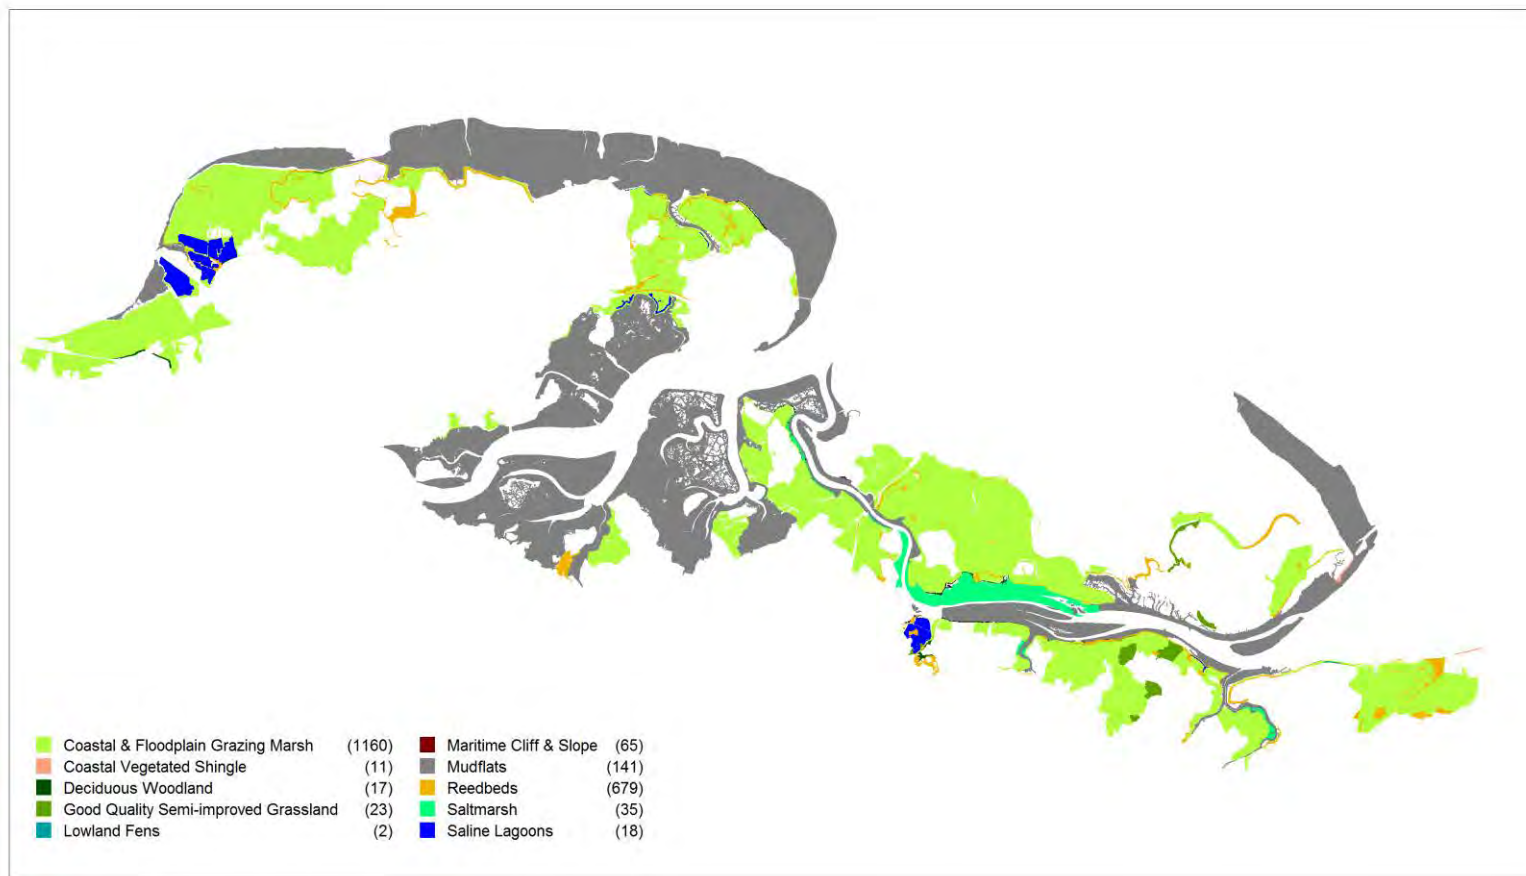 Coastal & Floodplain Grazing Marsh (1160)
Coastal Vegetated Shingle (11)
Deciduous Woodland (17)
Good Quality Semi-improved Grassland (23)
Lowland Fens (2)
Maritime Cliff & Slope (65)
Mudflats (141)
Reedbeds (679)
Saltmarsh (35)
Saline Lagoons (18)